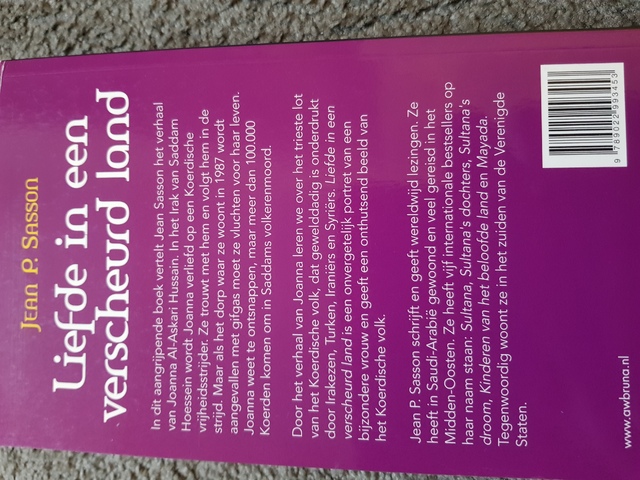 Jean P. Sasson
Liefde in een
verscheurd land
In dit aangrijpende boek vertelt Jean Sasson het verhaal
van Joanna Al-Askari Hussain. In het Irak van Saddam
Hoessein wordt Joanna verliefd op een Koerdische
vrijheidsstrijder. Ze trouwt met hem en volgt hem in de
strijd. Maar als het dorp waar ze woont in 1987 wordt
aangevallen met gifgas moet ze vluchten voor haar leven.
Joanna weet te ontsnappen, maar meer dan 100.000
Koerden komen om in Saddams volkerenmoord.
Door het verhaal van Joanna leren we over het trieste lot
van het Koerdische volk, dat gewelddadig is onderdrukt
door Irakezen, Turken, Iraniërs en Syriërs. Liefde in een
verscheurd land is een onvergetelijk portret van een
bijzondere vrouw en geeft een onthutsend beeld van
het Koerdische volk.
Jean P. Sasson schrijft en geeft wereldwijd lezingen. Ze
heeft in Saudi-Arabië gewoond en veel gereisd in het
Midden-Oosten. Ze heeft vijf internationale bestsellers op
haar naam staan: Sultana, Sultana's dochters, Sultana's
droom, Kinderen van het beloofde land en Mayada.
Tegenwoordig woont ze in het zuiden van de Verenigde
Staten.
www.awbruna.nl
9 789022 993453